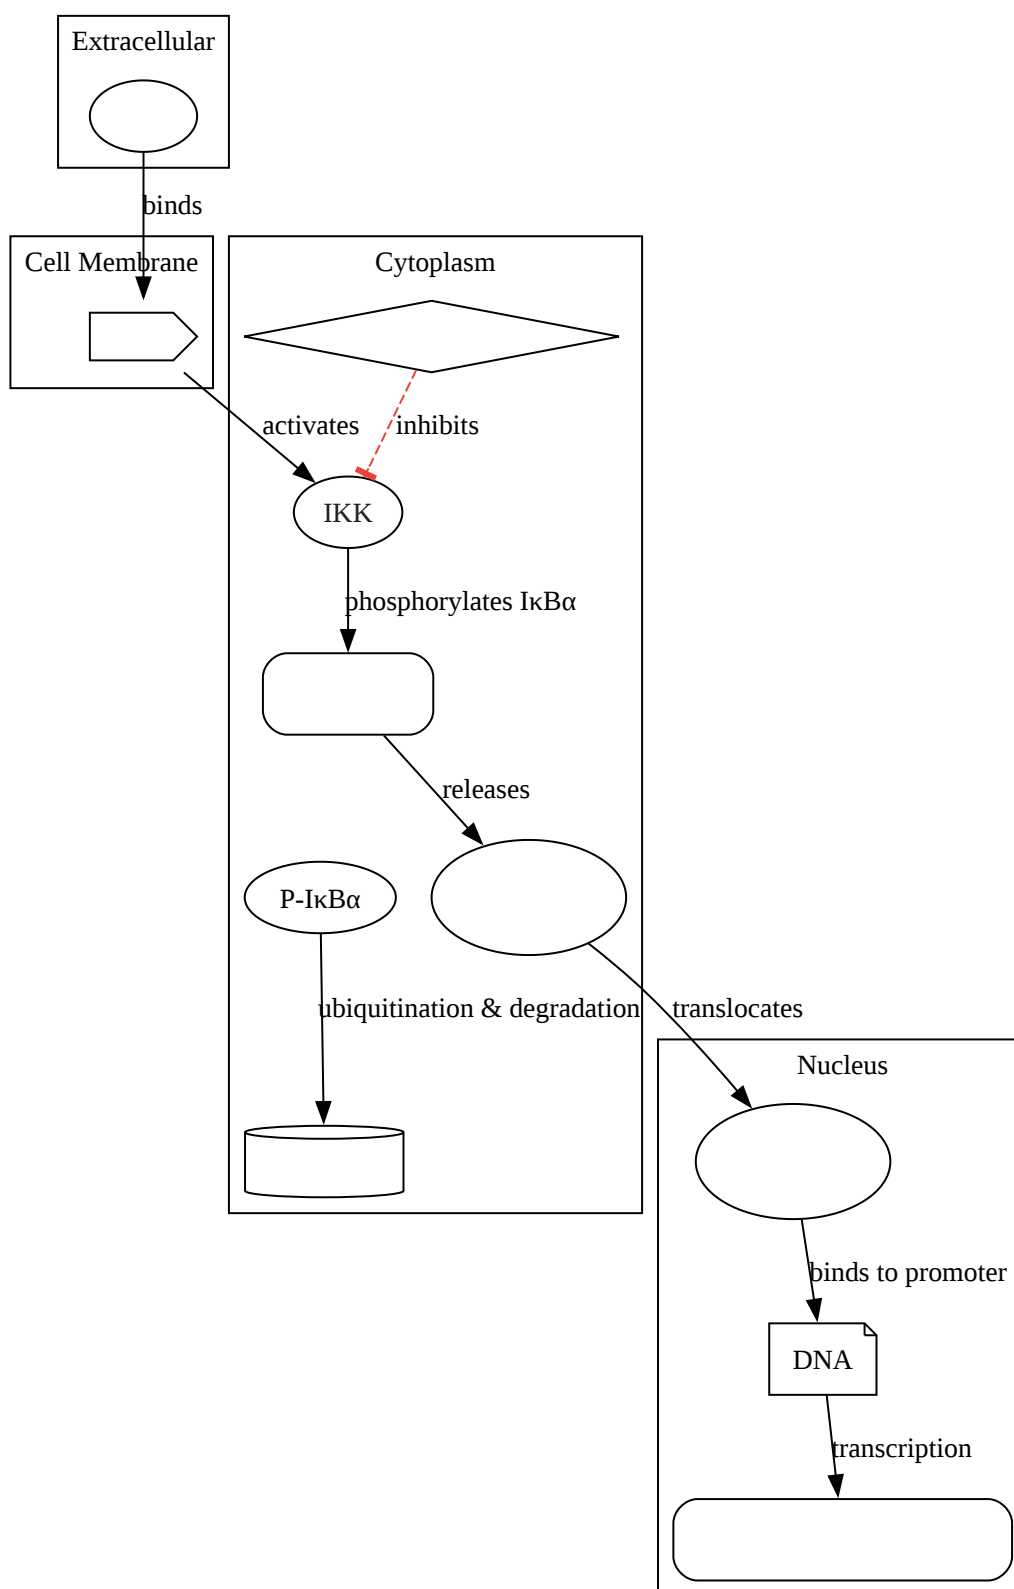 Extracellular
binds
Cell Membrane
Cytoplasm
activates
inhibits
IKK
phosphorylates IκBα
releases
P-IκBα
ubiquitination & degradation
translocates
Nucleus
binds to promoter
DNA
transcription